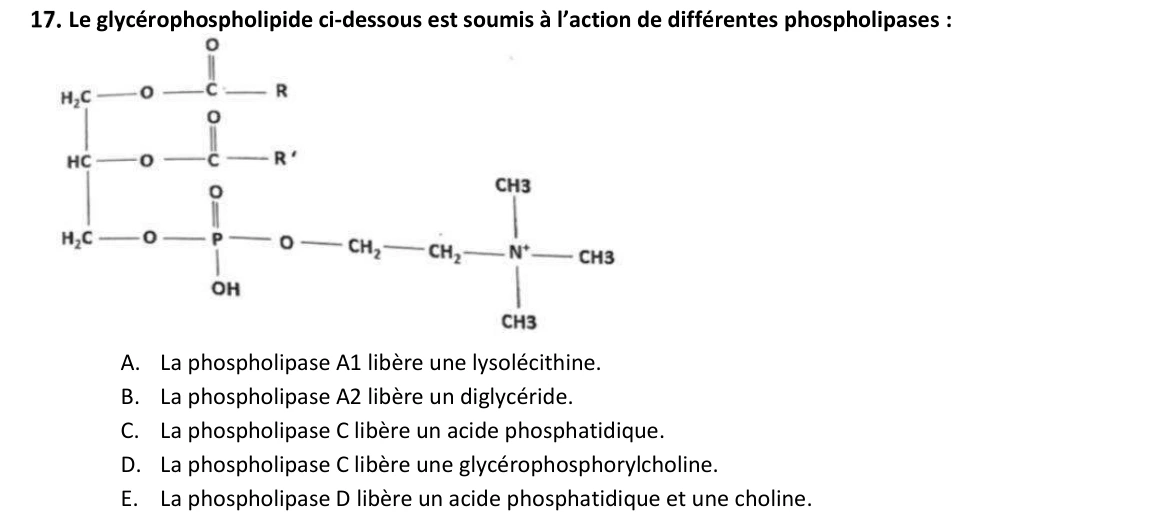 17. Le glycérophospholipide ci-dessous est soumis à l’action de différentes phospholipases :
O
H₂C O C R
O
HC O C R’
O CH3
H₂C O P O CH₂ CH₂ N⁺ CH3
OH
CH3
A. La phospholipase A1 libère une lysolécithine.
B. La phospholipase A2 libère un diglycéride.
C. La phospholipase C libère un acide phosphatidique.
D. La phospholipase C libère une glycérophosphorylcholine.
E. La phospholipase D libère un acide phosphatidique et une choline.